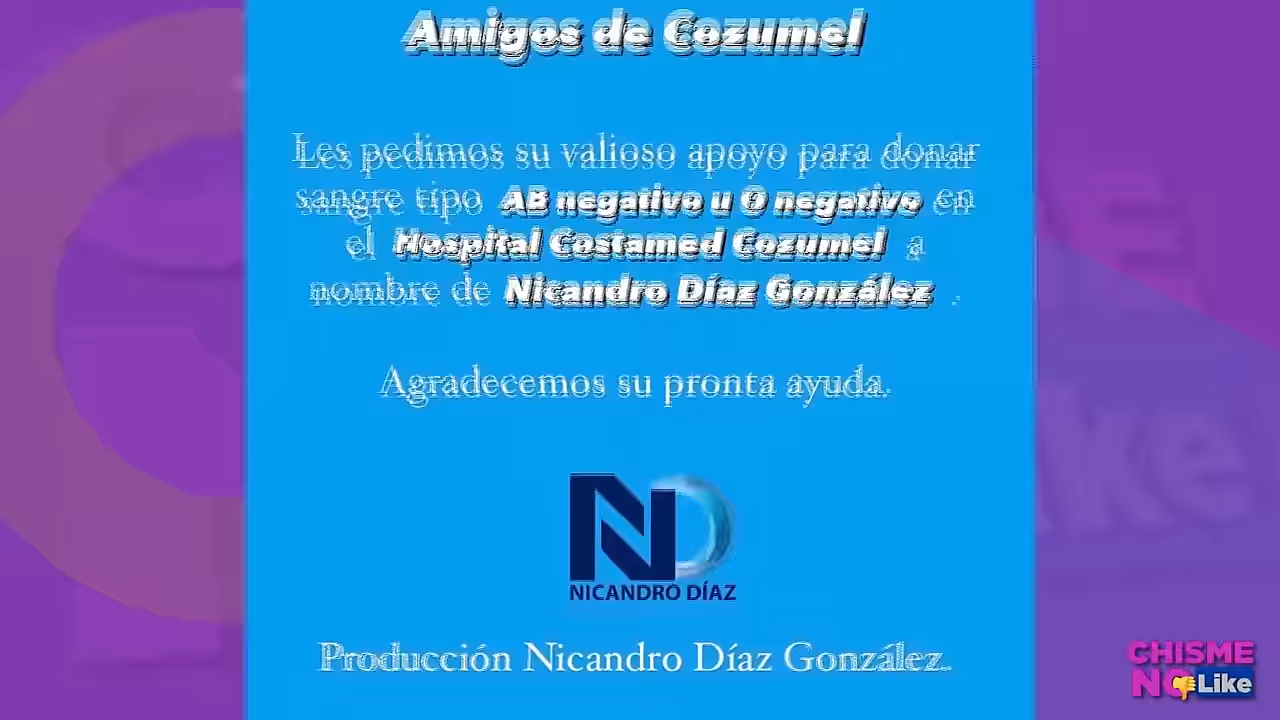 Amigos de Cozumel
Les pedimos su valioso apoyo para donar
sangre tipo AB negativo u O negativo en
el Hospital Costamed Cozumel a
nombre de Nicandro Díaz González .
Agradecemos su pronta ayuda.
ND
NICANDRO DÍAZ
Producción Nicandro Díaz González.
CHISME
NO Like